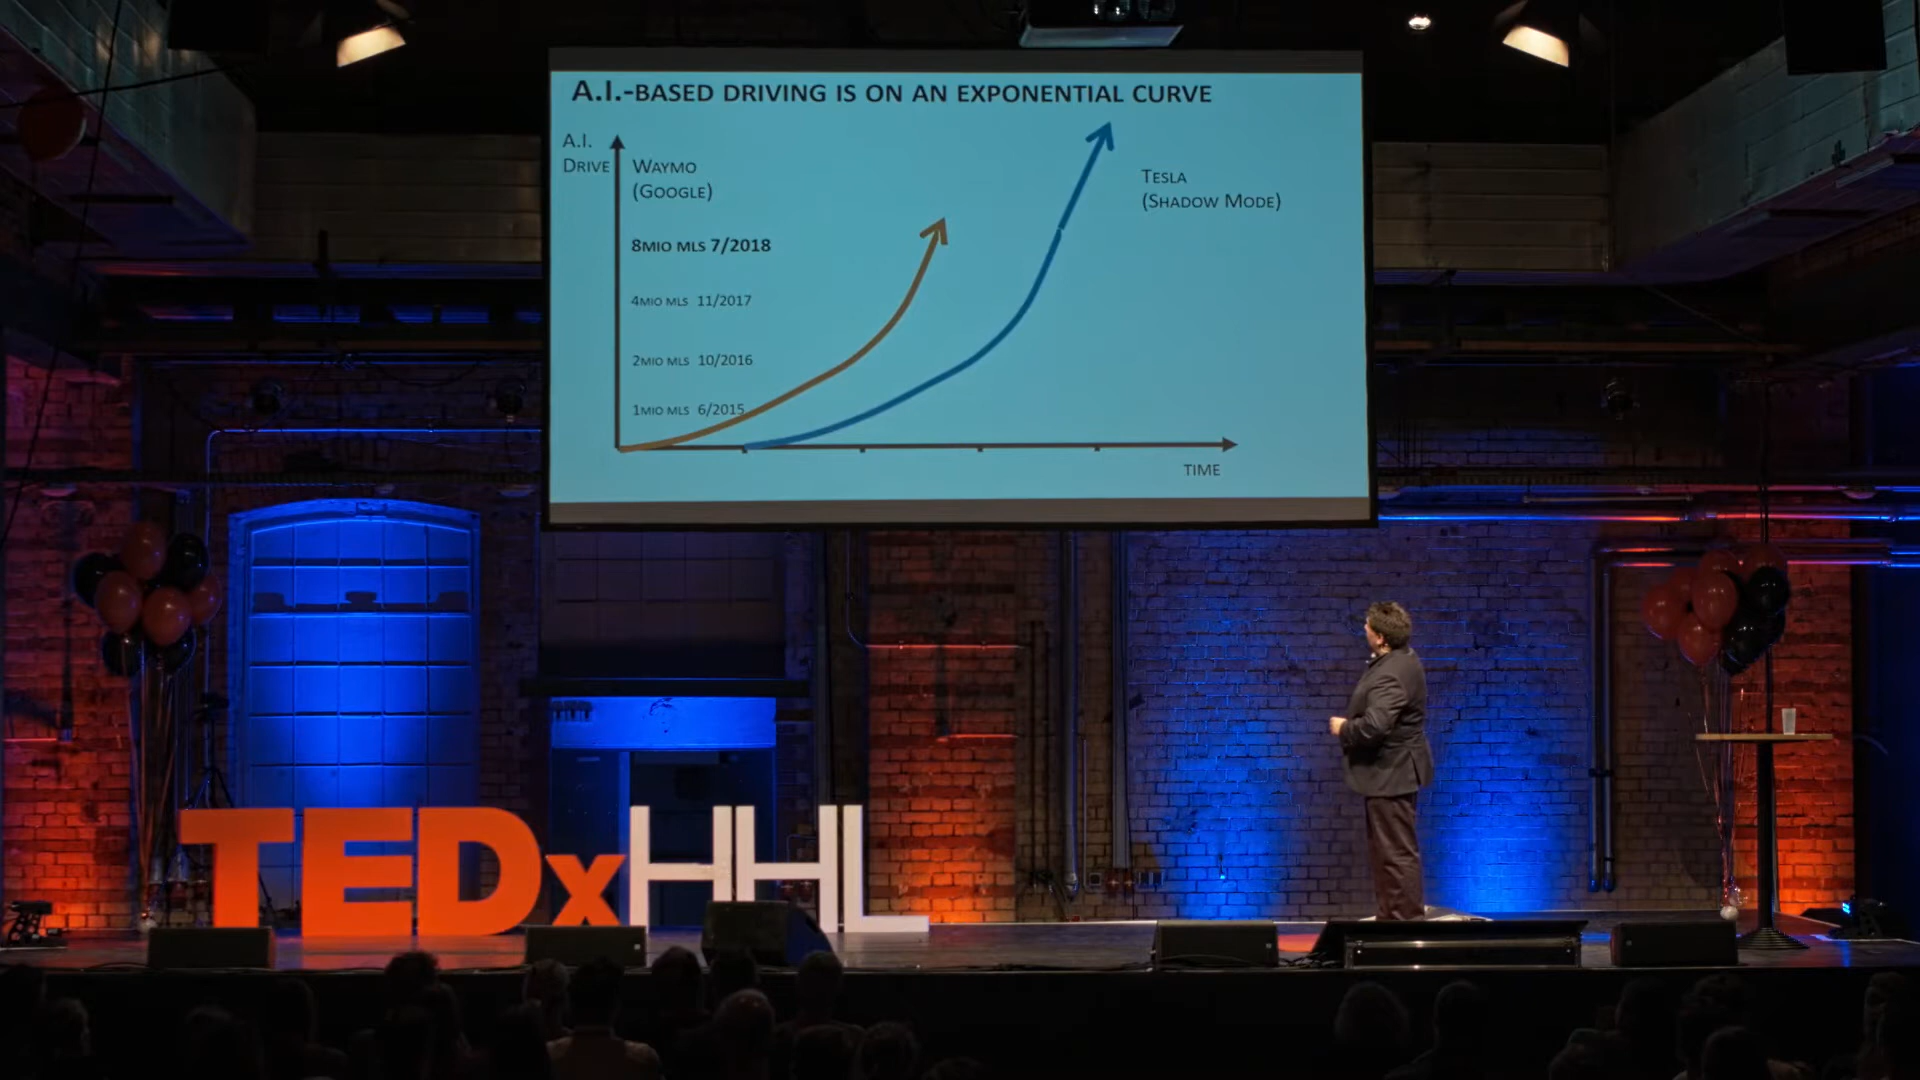 A.I.-BASED DRIVING IS ON AN EXPONENTIAL CURVE
A.I.
DRIVE
WAYMO
(GOOGLE)
8MIO MLS 7/2018
4MIO MLS 11/2017
2MIO MLS 10/2016
1MIO MLS 6/2015
TESLA
(SHADOW MODE)
TIME
TEDxHHL